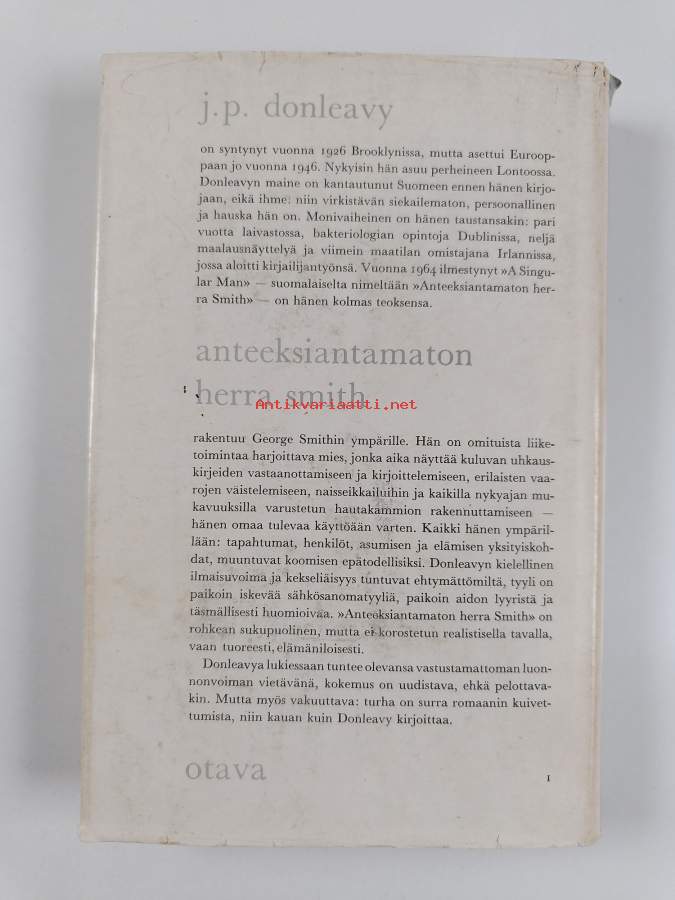 j.p. donleavy
on syntynyt vuonna 1926 Brooklynissa, mutta asettui Euroop-
paan jo vuonna 1946. Nykyisin hän asuu perheineen Lontoossa.
Donleavyn maine on kantautunut Suomeen ennen hänen kirjo-
jaan, eikä ihme: niin virkistävän siekailematon, persoonallinen
ja hauska hän on. Monivaiheinen on hänen taustansakin: pari
vuotta laivastossa, bakteriologian opintoja Dublinissa, neljä
maalausnäyttelyä ja viimein maatilan omistajana Irlannissa,
jossa aloitti kirjailijantyönsä. Vuonna 1964 ilmestynyt »A Singu-
lar Man» — suomalaiselta nimeltään »Anteeksiantamaton her-
ra Smith» — on hänen kolmas teoksensa.
anteeksiantamaton
herra smith
Antikvariaatti.net
rakentuu George Smithin ympärille. Hän on omituista liike-
toimintaa harjoittava mies, jonka aika näyttää kuluvan uhkaus-
kirjeiden vastaanottamiseen ja kirjoittelemiseen, erilaisten vaa-
rojen väistelemiseen, naisseikkailuihin ja kaikilla nykyajan mu-
kavuuksilla varustetun hautakammion rakennuttamiseen —
hänen omaa tulevaa käyttöään varten. Kaikki hänen ympäril-
lään: tapahtumat, henkilöt, asumisen ja elämisen yksityiskoh-
dat, muuntuvat koomisen epätodellisiksi. Donleavyn kielellinen
ilmaisuvoima ja kekseliäisyys tuntuvat ehtymättömiltä, tyyli on
paikoin iskevää sähkösanomatyyliä, paikoin aidon lyyristä ja
täsmällisesti huomioivaa. »Anteeksiantamaton herra Smith» on
rohkean sukupuolinen, mutta ei korostetun realistisella tavalla,
vaan tuoreesti, elämäniloisesti.
Donleavya lukiessaan tuntee olevansa vastustamattoman luon-
nonvoiman vietävänä, kokemus on uudistava, ehkä pelottava-
kin. Mutta myös vakuuttava: turha on surra romaanin kuivet-
tumista, niin kauan kuin Donleavy kirjoittaa.
otava
1